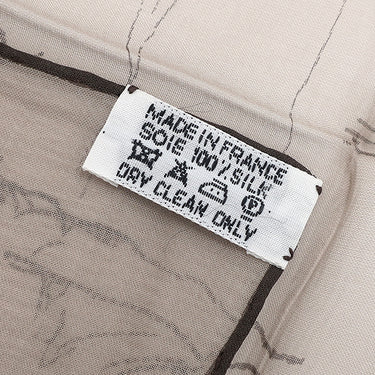 MADE IN FRANCE
SOIE 100% SILK
P
DRY CLEAN ONLY